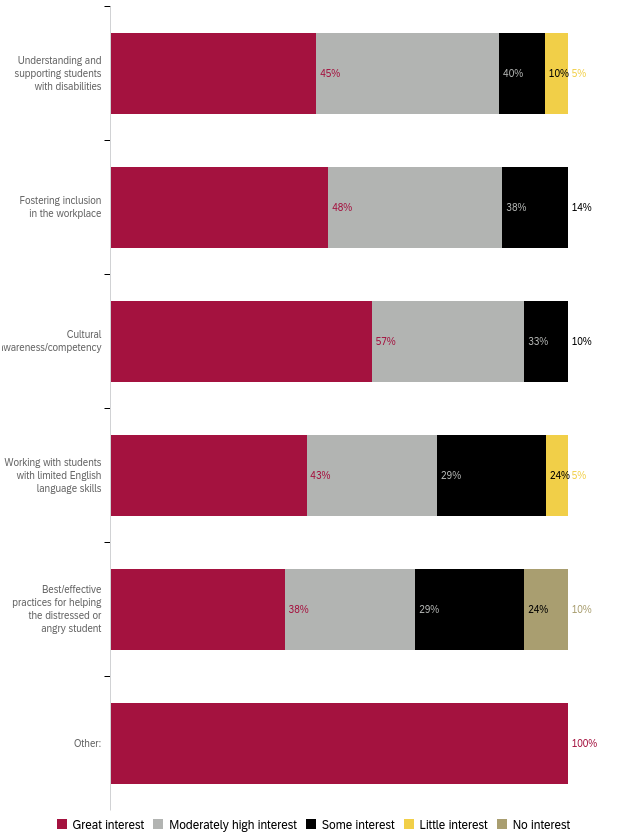 Understanding and
supporting students
with disabilities
45% 40% 10% 5%
Fostering inclusion
in the workplace
48% 38% 14%
Cultural
wareness/competency
57% 33% 10%
Working with students
with limited English
language skills
43% 29% 24% 5%
Best/effective
practices for helping
the distressed or
angry student
38% 29% 24% 10%
Other:
100%
Great interest Moderately high interest Some interest Little interest No interest